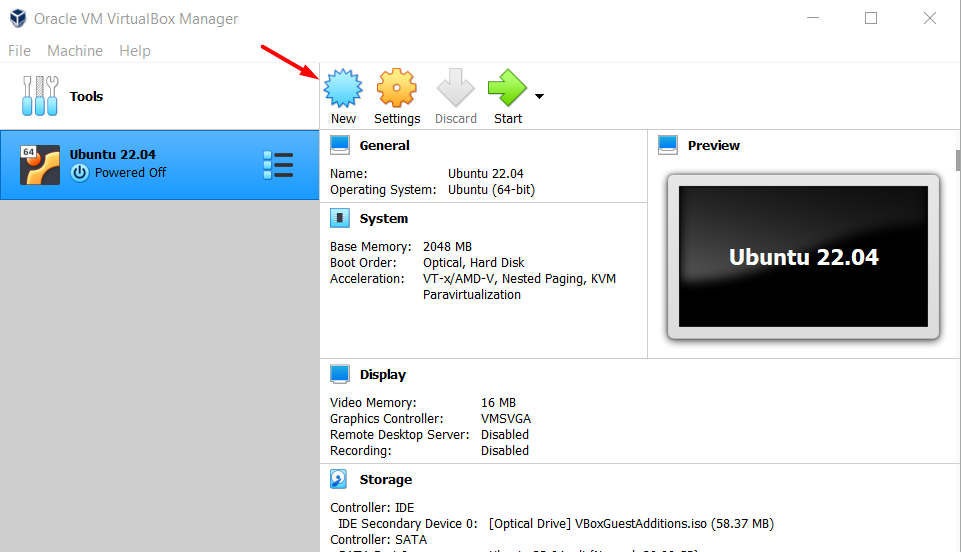 Oracle VM VirtualBox Manager
File Machine Help
Tools
New Settings Discard Start
64
Ubuntu 22.04
Powered Off
General
Name: Ubuntu 22.04
Operating System: Ubuntu (64-bit)
Preview
Ubuntu 22.04
System
Base Memory: 2048 MB
Boot Order: Optical, Hard Disk
Acceleration: VT-x/AMD-V, Nested Paging, KVM
Paravirtualization
Display
Video Memory: 16 MB
Graphics Controller: VMSVGA
Remote Desktop Server: Disabled
Recording: Disabled
Storage
Controller: IDE
IDE Secondary Device 0: [Optical Drive] VBoxGuestAdditions.iso (58.37 MB)
Controller: SATA